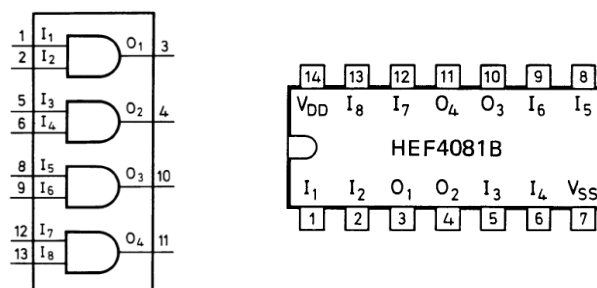 1 I₁ O₁ 3
2 I₂
5 I₃ O₂ 4
6 I₄
8 I₅ O₃ 10
9 I₆
12 I₇ O₄ 11
13 I₈
14 13 12 11 10 9 8
V_DD I₈ I₇ O₄ O₃ I₆ I₅
HEF4081B
I₁ I₂ O₁ O₂ I₃ I₄ V_SS
1 2 3 4 5 6 7